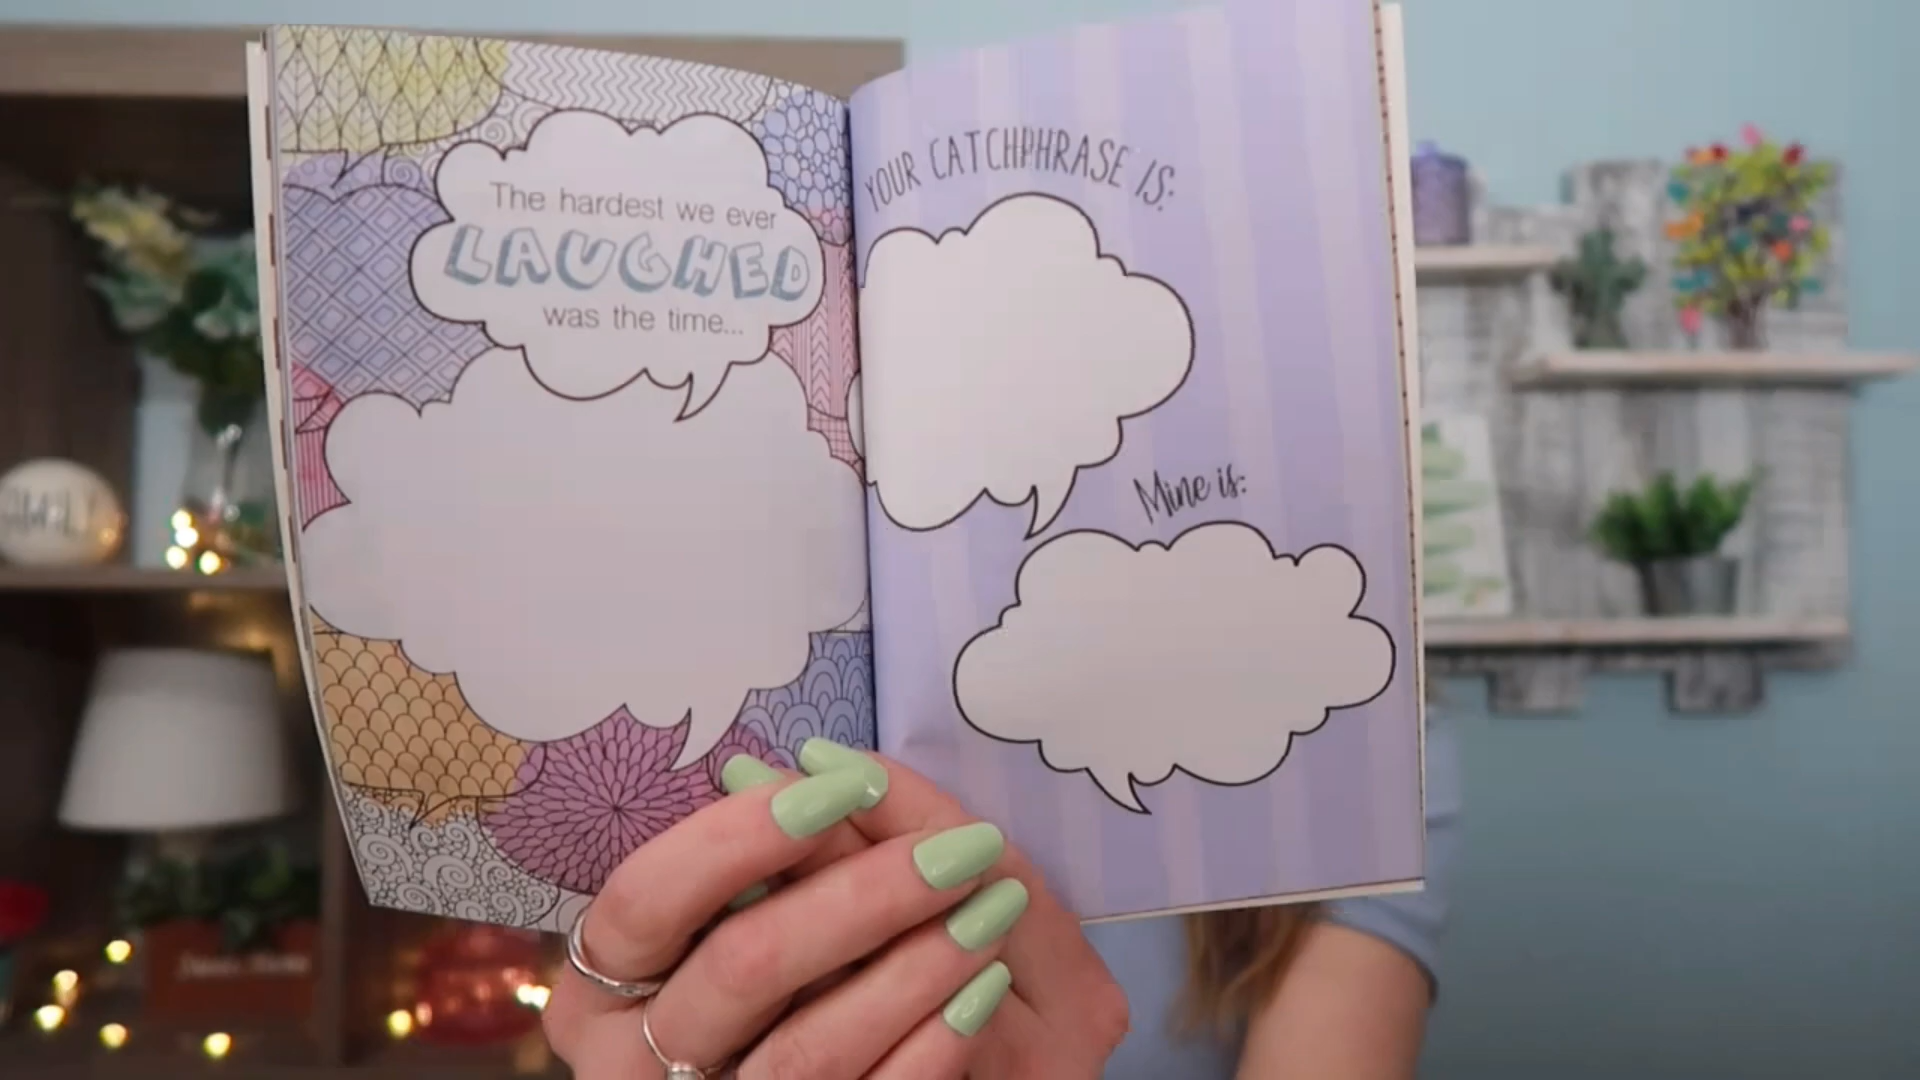 The hardest we ever
LAUGHED
was the time...
YOUR CATCHPHRASE IS:
Mine is: